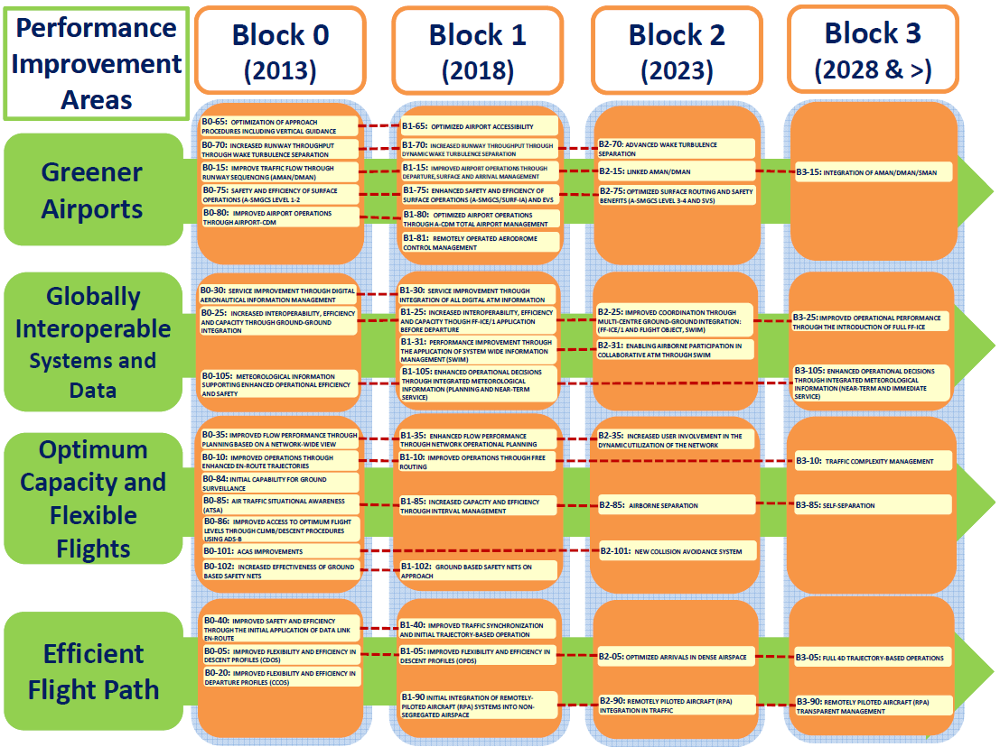 Performance
Improvement
Areas
Block 0
(2013)
Block 1
(2018)
Block 2
(2023)
Block 3
(2028 & >)
Greener
Airports
B0-65: OPTIMIZATION OF APPROACH
PROCEDURES INCLUDING VERTICAL GUIDANCE
B0-70: INCREASED RUNWAY THROUGHPUT
THROUGH WAKE TURBULENCE SEPARATION
B0-15: IMPROVE TRAFFIC FLOW THROUGH
RUNWAY SEQUENCING (AMAN/DMAN)
B0-75: SAFETY AND EFFICIENCY OF SURFACE
OPERATIONS (A-SMGCS LEVEL 1-2
B0-80: IMPROVED AIRPORT OPERATIONS
THROUGH AIRPORT-CDM
B1-65: OPTIMIZED AIRPORT ACCESSIBILITY
B1-70: INCREASED RUNWAY THROUGHPUT THROUGH
DYNAMIC WAKE TURBULENCE SEPARATION
B1-15: IMPROVED AIRPORT OPERATIONS THROUGH
DEPARTURE, SURFACE AND ARRIVAL MANAGEMENT
B1-75: ENHANCED SAFETY AND EFFICIENCY OF
SURFACE OPERATIONS (A-SMGCS/SURF-IA) AND EVS
B1-80: OPTIMIZED AIRPORT OPERATIONS
THROUGH A-CDM TOTAL AIRPORT MANAGEMENT
B1-81: REMOTELY OPERATED AERODROME
CONTROL MANAGEMENT
B2-70: ADVANCED WAKE TURBULENCE
SEPARATION
B2-15: LINKED AMAN/DMAN
B2-75: OPTIMIZED SURFACE ROUTING AND SAFETY
BENEFITS (A-SMGCS LEVEL 3-4 AND SVS)
B3-15: INTEGRATION OF AMAN/DMAN/SMAN
Globally
Interoperable
Systems and
Data
B0-30: SERVICE IMPROVEMENT THROUGH DIGITAL
AERONAUTICAL INFORMATION MANAGEMENT
B0-25: INCREASED INTEROPERABILITY, EFFICIENCY
AND CAPACITY THROUGH GROUND-GROUND
INTEGRATION
B0-105: METEOROLOGICAL INFORMATION
SUPPORTING ENHANCED OPERATIONAL EFFICIENCY
AND SAFETY
B1-30: SERVICE IMPROVEMENT THROUGH
INTEGRATION OF ALL DIGITAL ATM INFORMATION
B1-25: INCREASED INTEROPERABILITY, EFFICIENCY
AND CAPACITY THOUGH FF-ICE/1 APPLICATION
BEFORE DEPARTURE
B1-31: PERFORMANCE IMPROVEMENT THROUGH
THE APPLICATION OF SYSTEM WIDE INFORMATION
MANAGEMENT (SWIM)
B1-105: ENHANCED OPERATIONAL DECISIONS
THROUGH INTEGRATED METEOROLOGICAL
INFORMATION (PLANNING AND NEAR-TERM
SERVICE)
B2-25: IMPROVED COORDINATION THROUGH
MULTI-CENTRE GROUND-GROUND INTEGRATION:
(FF-ICE/1 AND FLIGHT OBJECT, SWIM)
B2-31: ENABLING AIRBORNE PARTICIPATION IN
COLLABORATIVE ATM THROUGH SWIM
B3-25: IMPROVED OPERATIONAL PERFORMANCE
THROUGH THE INTRODUCTION OF FULL FF-ICE
B3-105: ENHANCED OPERATIONAL DECISIONS
THROUGH INTEGRATED METEOROLOGICAL
INFORMATION (NEAR-TERM AND IMMEDIATE
SERVICE)
Optimum
Capacity and
Flexible
Flights
B0-35: IMPROVED FLOW PERFORMANCE THROUGH
PLANNING BASED ON A NETWORK-WIDE VIEW
B0-10: IMPROVED OPERATIONS THROUGH
ENHANCED EN-ROUTE TRAJECTORIES
B0-84: INITIAL CAPABILITY FOR GROUND
SURVEILLANCE
B0-85: AIR TRAFFIC SITUATIONAL AWARENESS
(ATSA)
B0-86: IMPROVED ACCESS TO OPTIMUM FLIGHT
LEVELS THROUGH CLIMB/DESCENT PROCEDURES
USING ADS-B
B0-101: ACAS IMPROVEMENTS
B0-102: INCREASED EFFECTIVENESS OF GROUND
BASED SAFETY NETS
B1-35: ENHANCED FLOW PERFORMANCE
THROUGH NETWORK OPERATIONAL PLANNING
B1-10: IMPROVED OPERATIONS THROUGH FREE
ROUTING
B1-85: INCREASED CAPACITY AND EFFICIENCY
THROUGH INTERVAL MANAGEMENT
B1-102: GROUND BASED SAFETY NETS ON
APPROACH
B2-35: INCREASED USER INVOLVEMENT IN THE
DYNAMIC UTILIZATION OF THE NETWORK
B2-85: AIRBORNE SEPARATION
B2-101: NEW COLLISION AVOIDANCE SYSTEM
B3-10: TRAFFIC COMPLEXITY MANAGEMENT
B3-85: SELF-SEPARATION
Efficient
Flight Path
B0-40: IMPROVED SAFETY AND EFFICIENCY
THROUGH THE INITIAL APPLICATION OF DATA LINK
EN-ROUTE
B0-05: IMPROVED FLEXIBILITY AND EFFICIENCY IN
DESCENT PROFILES (CDOS)
B0-20: IMPROVED FLEXIBILITY AND EFFICIENCY IN
DEPARTURE PROFILES (CCOS)
B1-40: IMPROVED TRAFFIC SYNCHRONIZATION
AND INITIAL TRAJECTORY-BASED OPERATION
B1-05: IMPROVED FLEXIBILITY AND EFFICIENCY IN
DESCENT PROFILES (OPDS)
B1-90 INITIAL INTEGRATION OF REMOTELY-
PILOTED AIRCRAFT (RPA) SYSTEMS INTO NON-
SEGREGATED AIRSPACE
B2-05: OPTIMIZED ARRIVALS IN DENSE AIRSPACE
B2-90: REMOTELY PILOTED AIRCRAFT (RPA)
INTEGRATION IN TRAFFIC
B3-05: FULL 4D TRAJECTORY-BASED OPERATIONS
B3-90: REMOTELY PILOTED AIRCRAFT (RPA)
TRANSPARENT MANAGEMENT